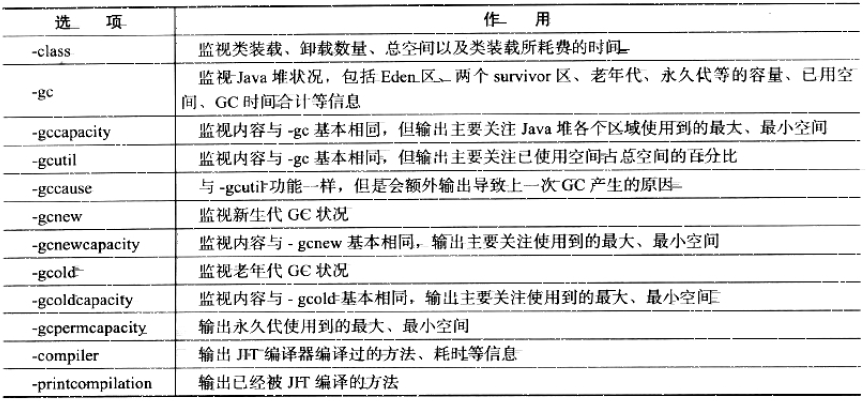 选 项 作 用
-class 监视类装载、卸载数量、总空间以及类装载所耗费的时间
-gc 监视 Java 堆状况，包括 Eden 区、两个 survivor 区、老年代、永久代等的容量、已用空
间、GC 时间合计等信息
-gccapacity 监视内容与 -gc 基本相同，但输出主要关注 Java 堆各个区域使用到的最大、最小空间
-gcutil 监视内容与 -gc 基本相同，但输出主要关注已使用空间占总空间的百分比
-gccause 与 -gcutil 功能一样，但是会额外输出导致上一次 GC 产生的原因
-gcnew 监视新生代 GC 状况
-gcnewcapacity 监视内容与 - gcnew 基本相同，输出主要关注使用到的最大、最小空间
-gcold 监视老年代 GC 状况
-gcoldcapacity 监视内容与 - gcold 基本相同，输出主要关注使用到的最大、最小空间
-gcpermcapacity 输出永久代使用到的最大、最小空间
-compiler 输出 JIT 编译器编译过的方法、耗时等信息
-printcompilation 输出已经被 JIT 编译的方法